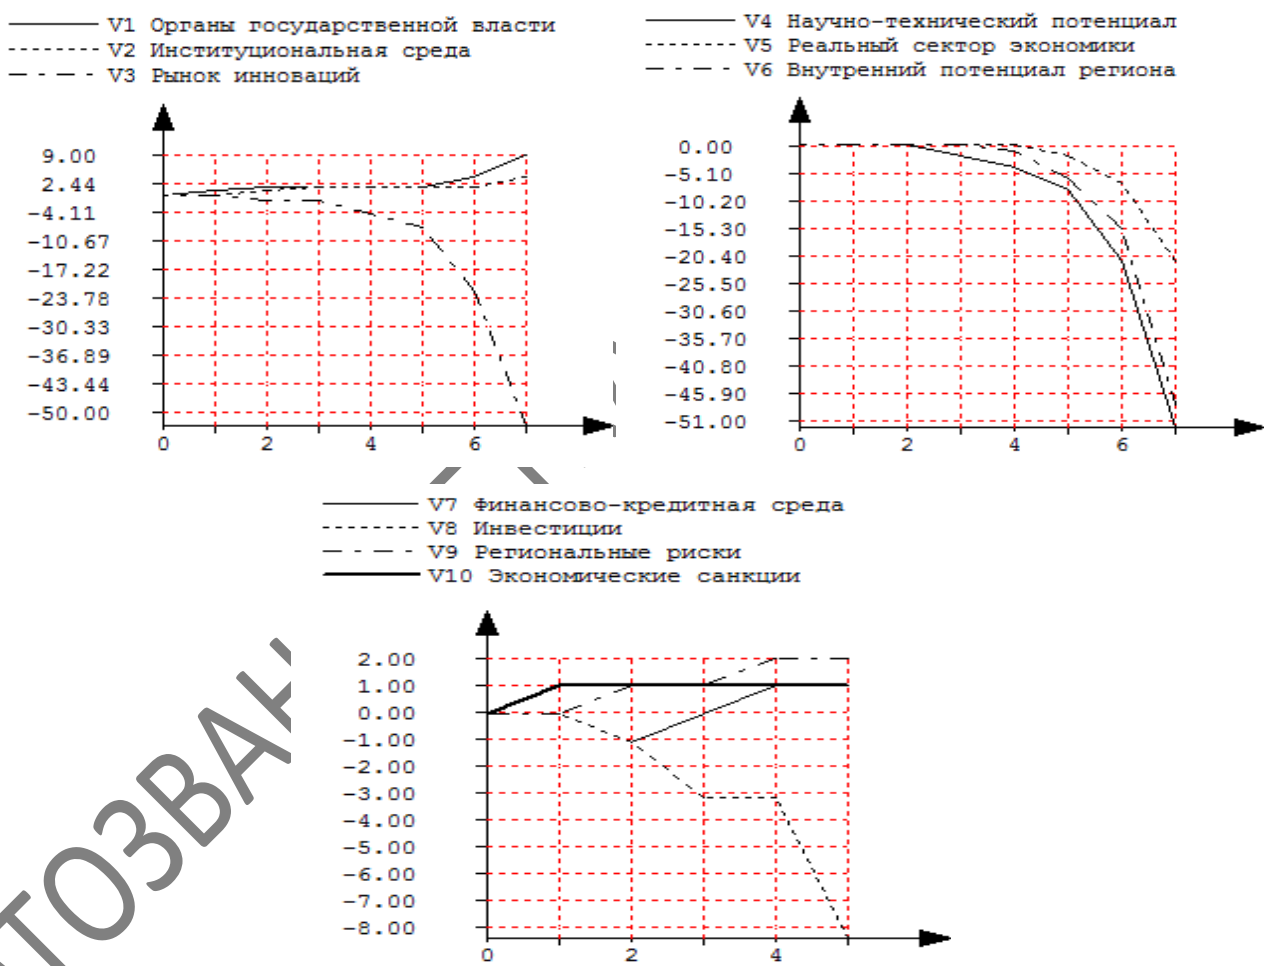 V1 Органы государственной власти
V2 Институциональная среда
V3 Рынок инноваций
9.00
2.44
-4.11
-10.67
-17.22
-23.78
-30.33
-36.89
-43.44
-50.00
0 2 4 6
V4 Научно-технический потенциал
V5 Реальный сектор экономики
V6 Внутренний потенциал региона
0.00
-5.10
-10.20
-15.30
-20.40
-25.50
-30.60
-35.70
-40.80
-45.90
-51.00
0 2 4 6
V7 Финансово-кредитная среда
V8 Инвестиции
V9 Региональные риски
V10 Экономические санкции
2.00
1.00
0.00
-1.00
-2.00
-3.00
-4.00
-5.00
-6.00
-7.00
-8.00
0 2 4
ТОЗВАН